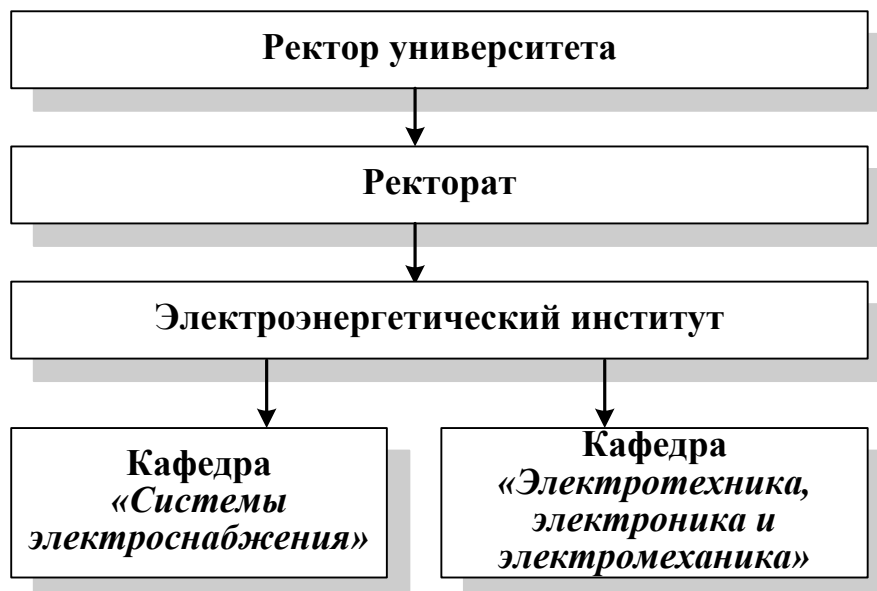 Ректор университета
Ректорат
Электроэнергетический институт
Кафедра
«Системы
электроснабжения»
Кафедра
«Электротехника,
электроника и
электромеханика»